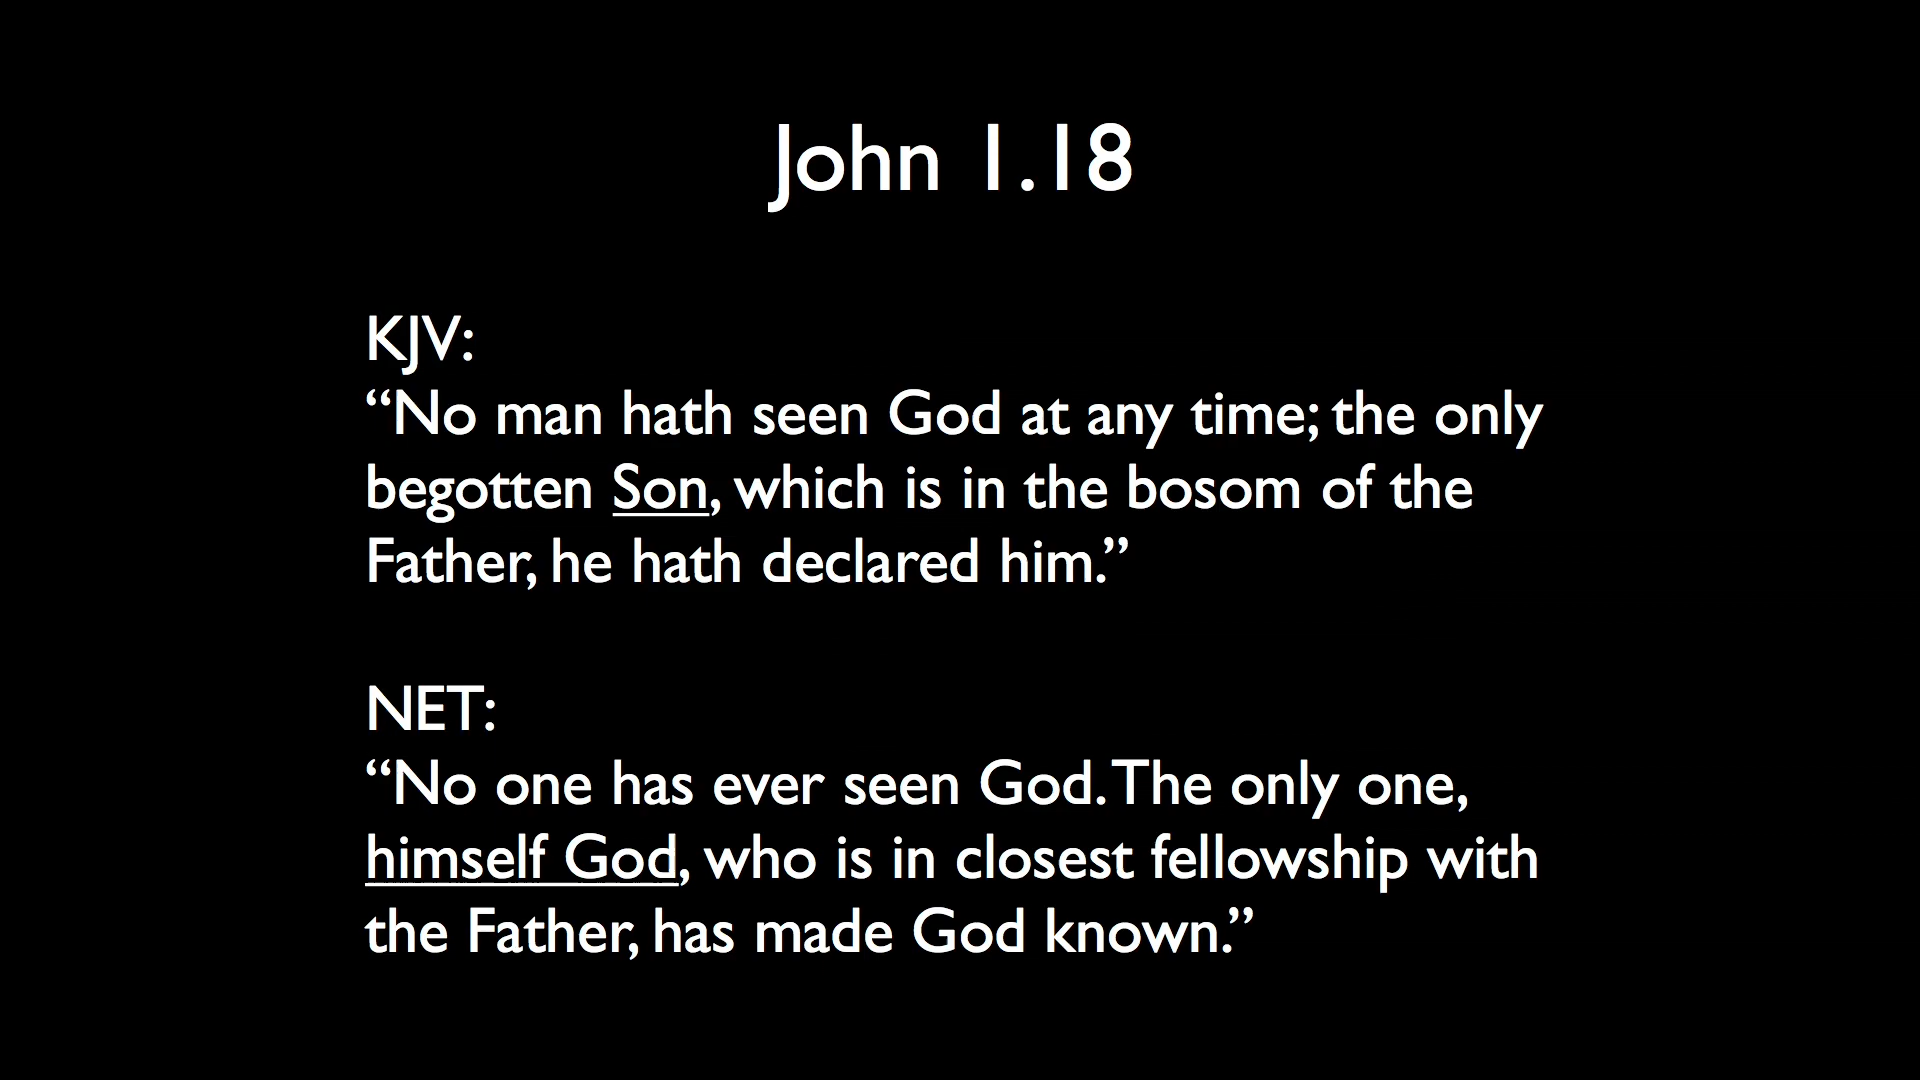 John 1.18
KJV:
“No man hath seen God at any time; the only
begotten Son, which is in the bosom of the
Father, he hath declared him.”
NET:
“No one has ever seen God. The only one,
himself God, who is in closest fellowship with
the Father, has made God known.”